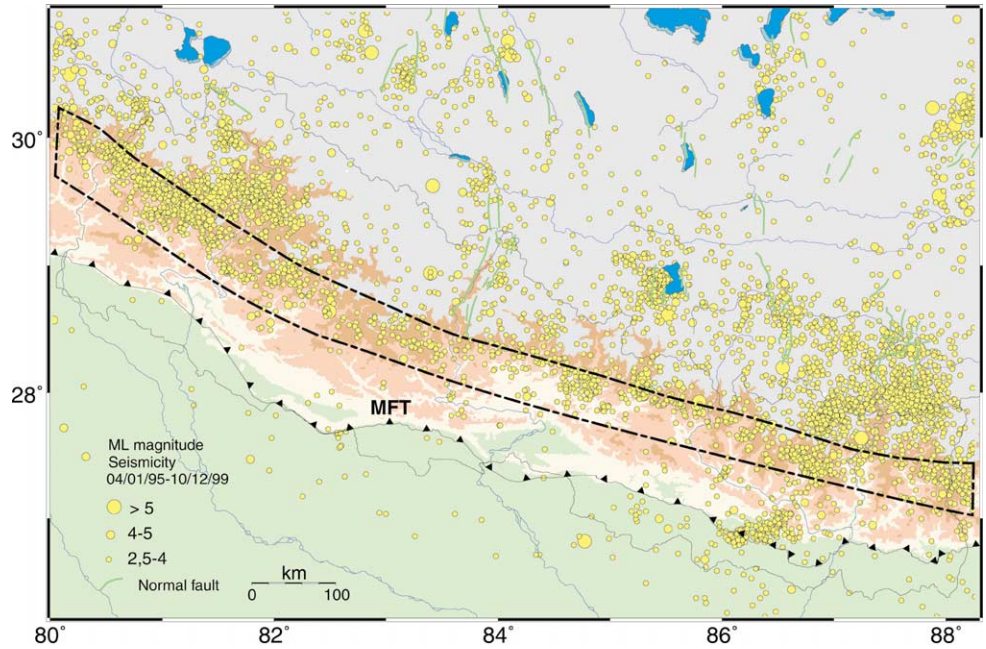 30°
28°
MFT
ML magnitude
Seismicity
04/01/95-10/12/99
> 5
4-5
2,5-4
Normal fault
km
0 100
80° 82° 84° 86° 88°